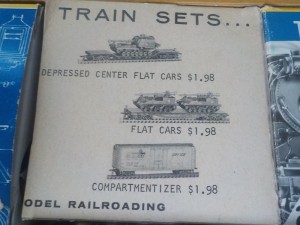 TRAIN SETS...
DEPRESSED CENTER FLAT CARS $1.98
FLAT CARS $1.98
COMPARTMENTIZER $1.98
ODEL RAILROADING